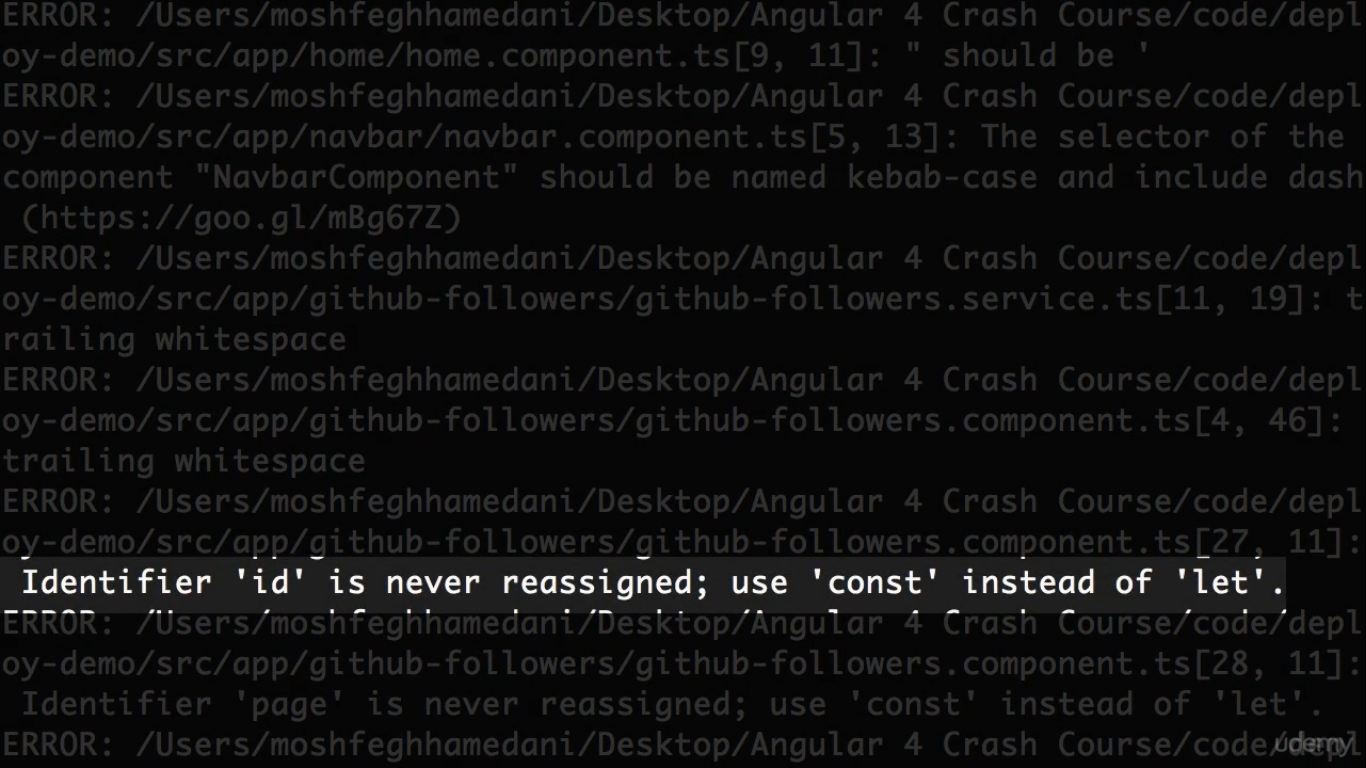 ERROR: /Users/moshfeghhamedani/Desktop/Angular 4 Crash Course/code/depl
oy-demo/src/app/home/home.component.ts[9, 11]: " should be '
ERROR: /Users/moshfeghhamedani/Desktop/Angular 4 Crash Course/code/depl
oy-demo/src/app/navbar/navbar.component.ts[5, 13]: The selector of the
component "NavbarComponent" should be named kebab-case and include dash
(https://goo.gl/mBg67Z)
ERROR: /Users/moshfeghhamedani/Desktop/Angular 4 Crash Course/code/depl
oy-demo/src/app/github-followers/github-followers.service.ts[11, 19]: t
railing whitespace
ERROR: /Users/moshfeghhamedani/Desktop/Angular 4 Crash Course/code/depl
oy-demo/src/app/github-followers/github-followers.component.ts[4, 46]:
trailing whitespace
ERROR: /Users/moshfeghhamedani/Desktop/Angular 4 Crash Course/code/depl
oy-demo/src/app/github-followers/github-followers.component.ts[27, 11]:
Identifier 'id' is never reassigned; use 'const' instead of 'let'.
ERROR: /Users/moshfeghhamedani/Desktop/Angular 4 Crash Course/code/depl
oy-demo/src/app/github-followers/github-followers.component.ts[28, 11]:
Identifier 'page' is never reassigned; use 'const' instead of 'let'.
ERROR: /Users/moshfeghhamedani/Desktop/Angular 4 Crash Course/code/depl
udemy